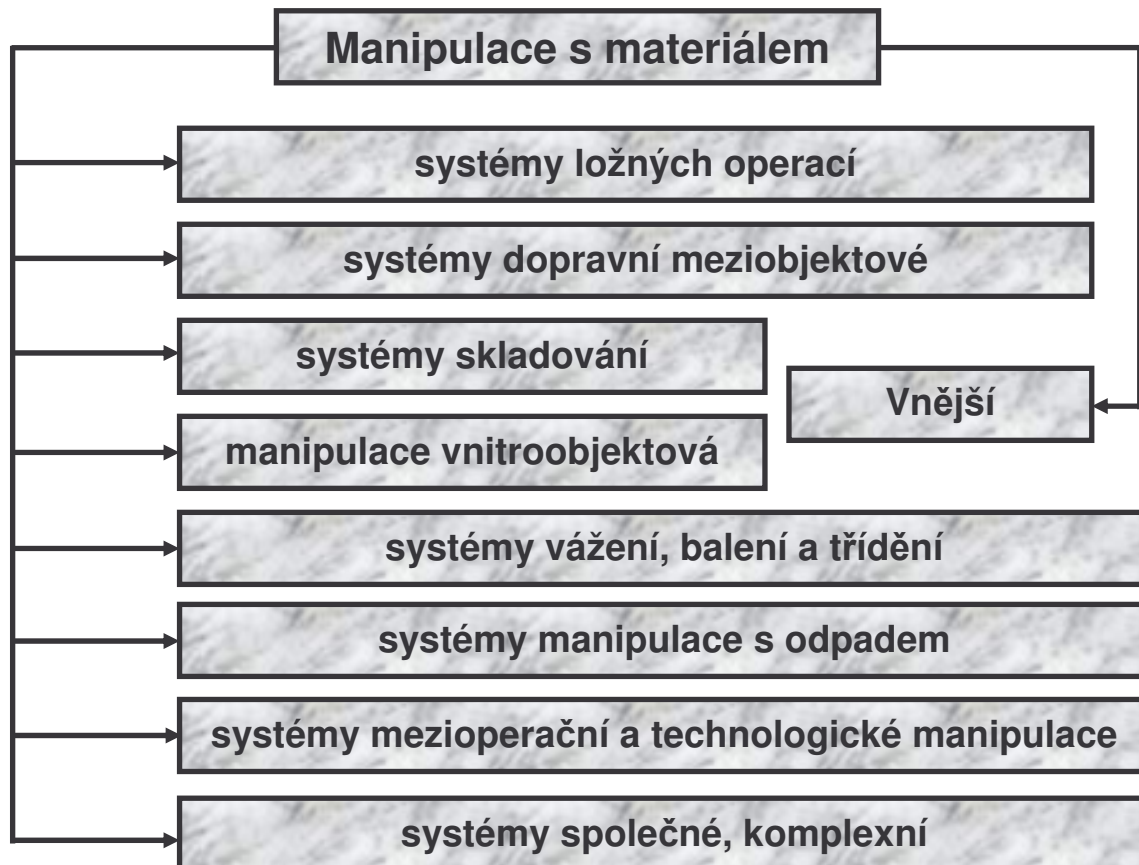 Manipulace s materiálem
systémy ložných operací
systémy dopravní meziobjektové
systémy skladování
Vnější
manipulace vnitroobjektová
systémy vážení, balení a třídění
systémy manipulace s odpadem
systémy mezioperační a technologické manipulace
systémy společné, komplexní